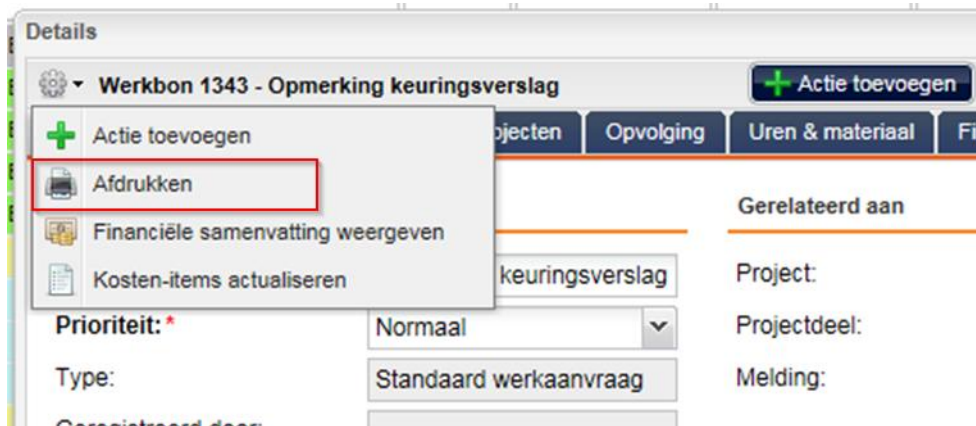 Details
Werkbon 1343 - Opmerking keuringsverslag
Actie toevoegen
Actie toevoegen
Opvolging
Uren & materiaal
Afdrukken
Gerelateerd aan
Financiële samenvatting weergeven
Kosten-items actualiseren
keuringsverslag
Project:
Prioriteit: *
Normaal
Projectdeel:
Type:
Standaard werkaanvraag
Melding: